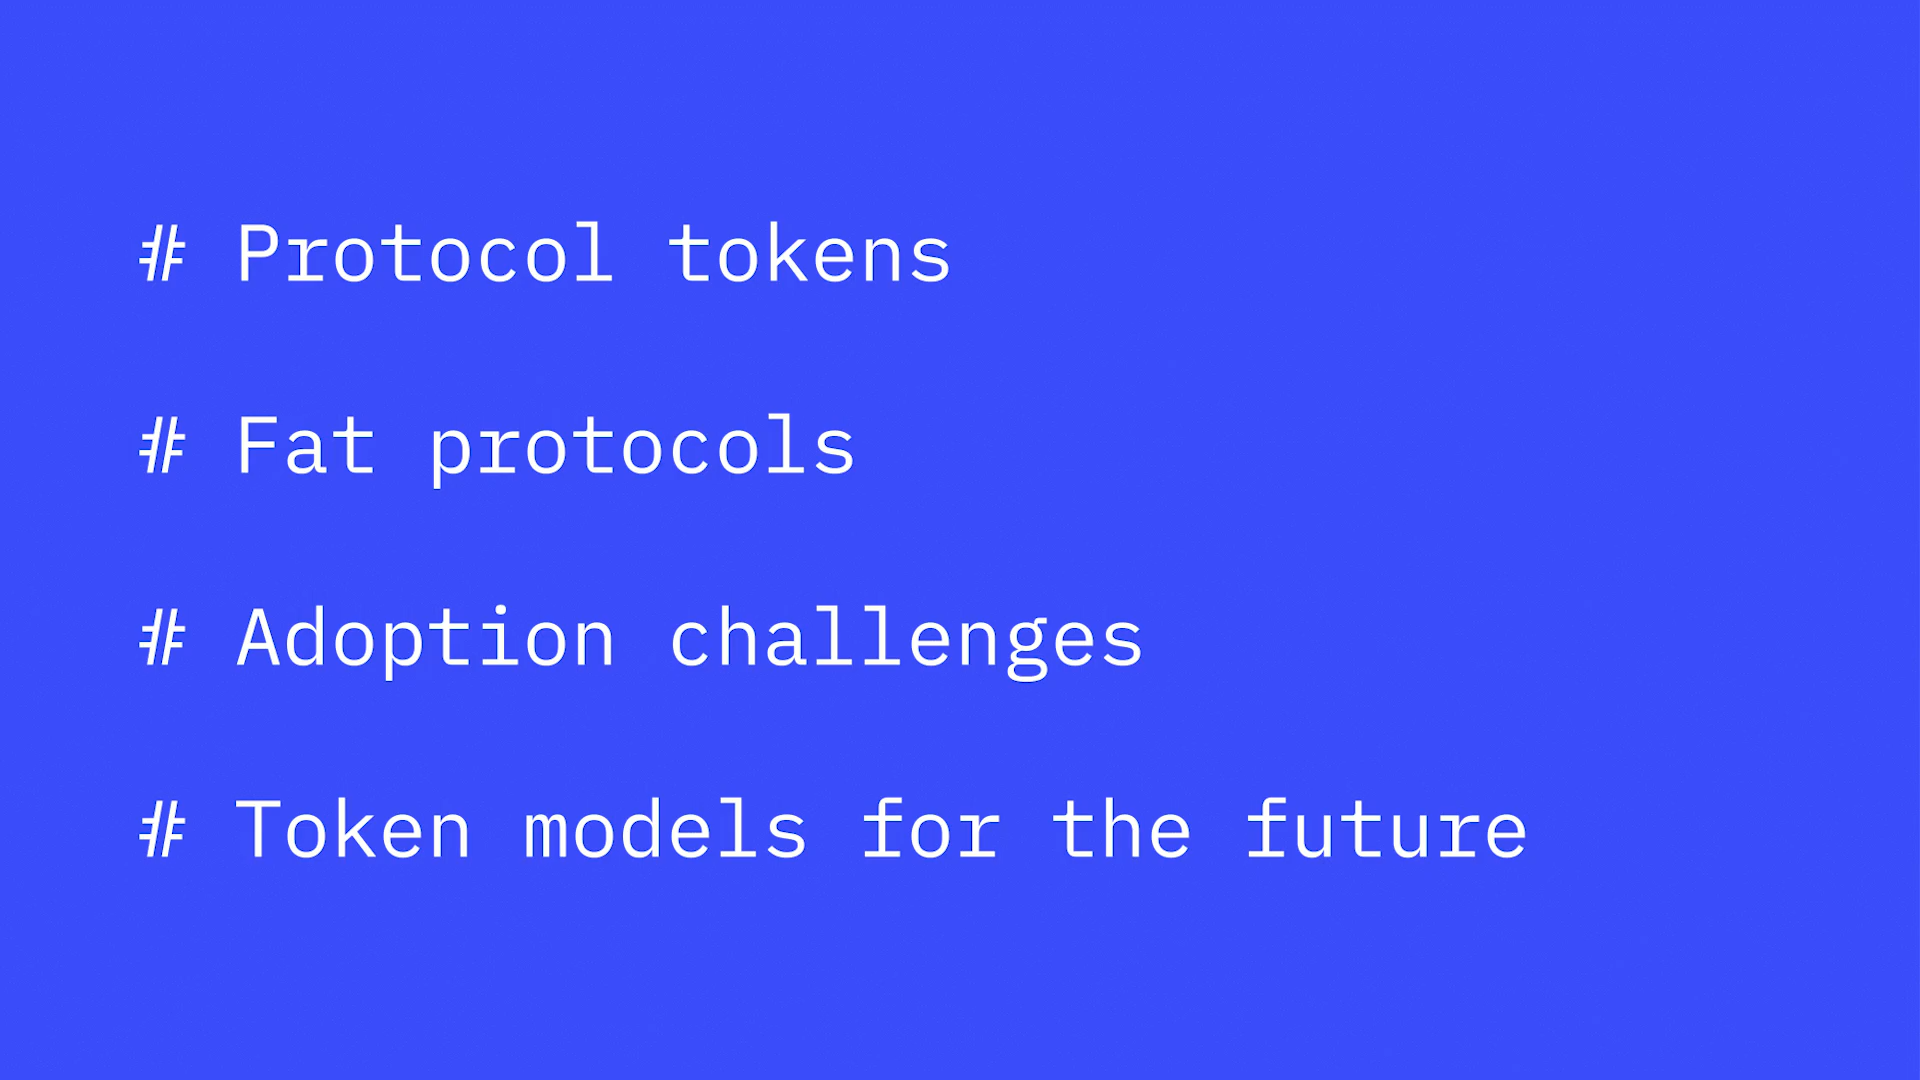 # Protocol tokens
# Fat protocols
# Adoption challenges
# Token models for the future